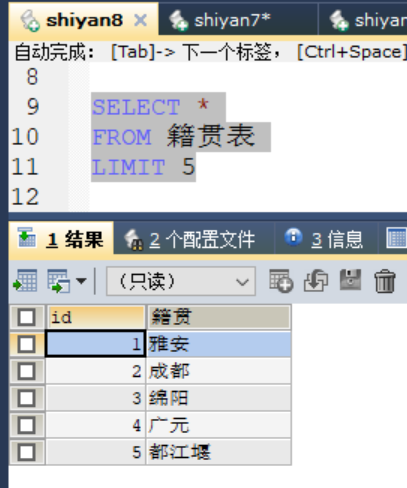 shiyan8 shiyan7* shiyan
自动完成： [Tab]-> 下一个标签， [Ctrl+Space]
8
9 SELECT *
10 FROM 籍贯表
11 LIMIT 5
12
1 结果 2 个配置文件 3 信息
（只读）
id 籍贯
1 雅安
2 成都
3 绵阳
4 广元
5 都江堰